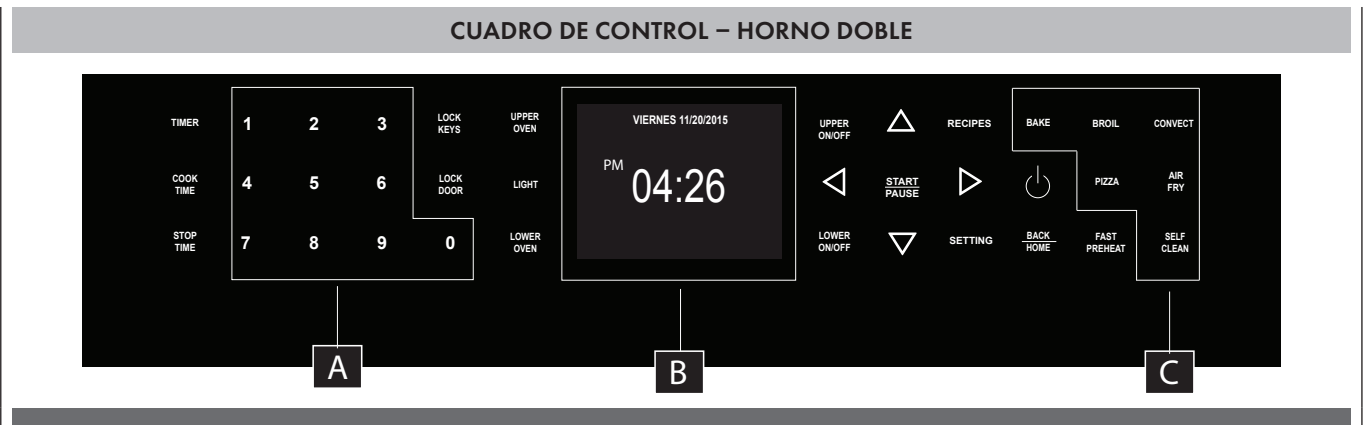 CUADRO DE CONTROL – HORNO DOBLE
TIMER
1 2 3
LOCK
KEYS
UPPER
OVEN
COOK
TIME
4 5 6
LOCK
DOOR
LIGHT
STOP
TIME
7 8 9 0
LOWER
OVEN
VIERNES 11/20/2015
PM 04:26
UPPER
ON/OFF
RECIPES
BAKE
BROIL
CONVECT
START
PAUSE
PIZZA
AIR
FRY
LOWER
ON/OFF
SETTING
BACK
HOME
FAST
PREHEAT
SELF
CLEAN
A
B
C